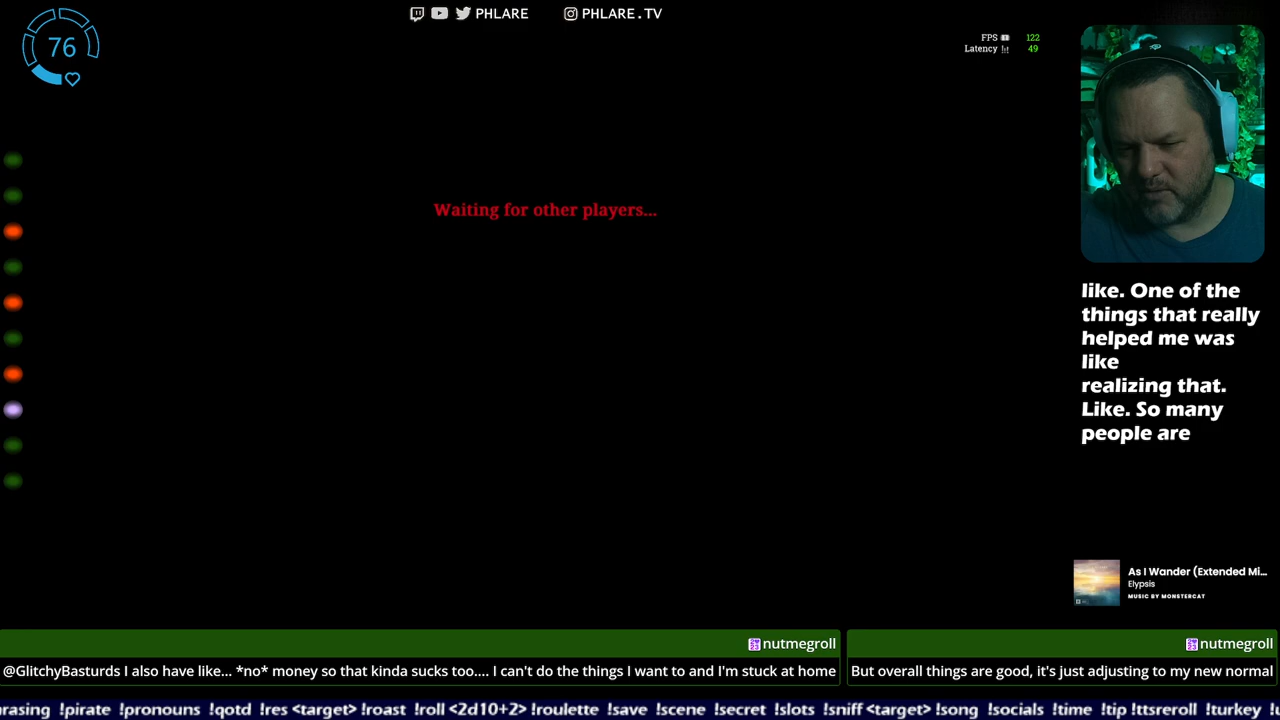 76
PHLARE
PHLARE.TV
FPS 122
Latency 49
Waiting for other players...
like. One of the
things that really
helped me was
like
realizing that.
Like. So many
people are
As I Wander (Extended Mi...
Elypsis
MUSIC BY MONSTERCAT
nutmegroll
@GlitchyBasturds I also have like... *no* money so that kinda sucks too.... I can't do the things I want to and I'm stuck at home
nutmegroll
But overall things are good, it's just adjusting to my new normal
rasing !pirate !pronouns !qotd !res <target> !roast !roll <2d10+2> !roulette !save !scene !secret !slots !sniff <target> !song !socials !time !tip !ttsreroll !turkey